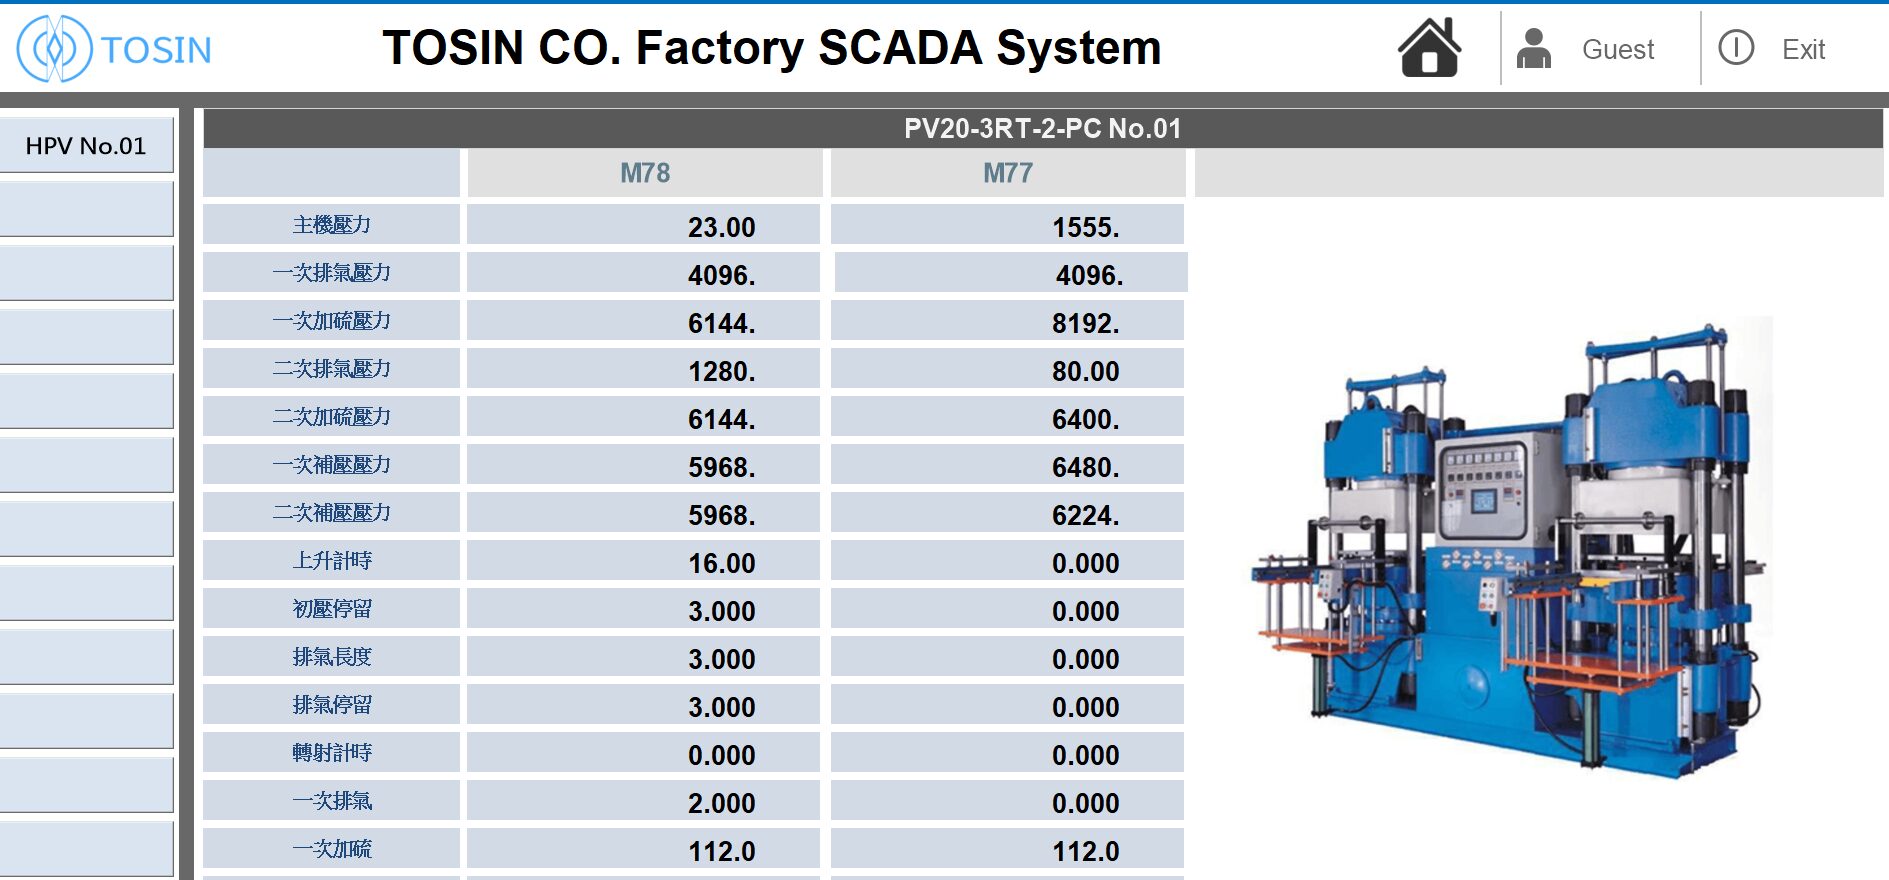 TOSIN
TOSIN CO. Factory SCADA System
Guest
Exit
HPV No.01
PV20-3RT-2-PC No.01
M78 M77
主機壓力 23.00 1555.
一次排氣壓力 4096. 4096.
一次加硫壓力 6144. 8192.
二次排氣壓力 1280. 80.00
二次加硫壓力 6144. 6400.
一次補壓壓力 5968. 6480.
二次補壓壓力 5968. 6224.
上升計時 16.00 0.000
初壓停留 3.000 0.000
排氣長度 3.000 0.000
排氣停留 3.000 0.000
轉射計時 0.000 0.000
一次排氣 2.000 0.000
一次加硫 112.0 112.0